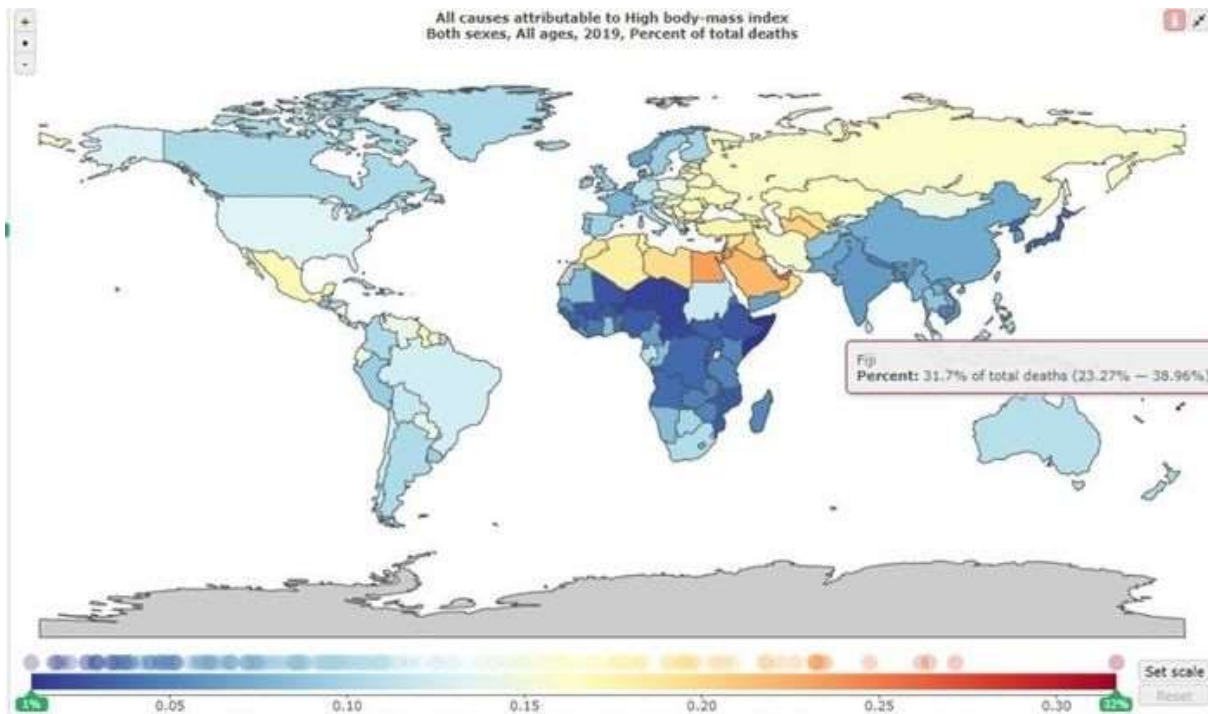 All causes attributable to High body-mass index
Both sexes, All ages, 2019, Percent of total deaths
+
-
Fiji
Percent: 31.7% of total deaths (23.27% — 38.96%)
Set scale
1%
0.05
0.10
0.15
0.20
0.25
0.30
32%
Reset